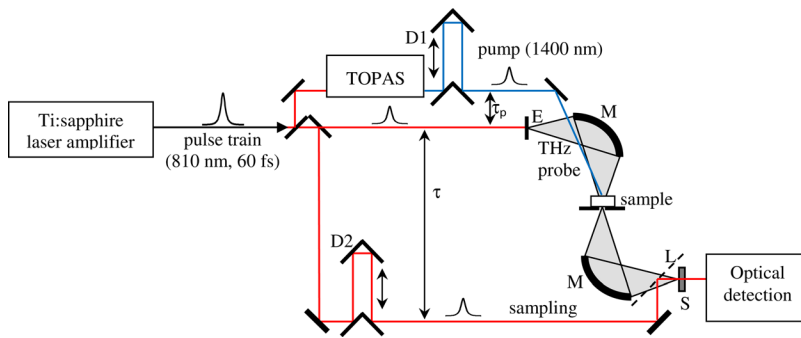 D1
pump (1400 nm)
TOPAS
Ti:sapphire
laser amplifier
τp
E
M
pulse train
(810 nm, 60 fs)
THz
probe
τ
sample
D2
L
Optical
detection
M
S
sampling